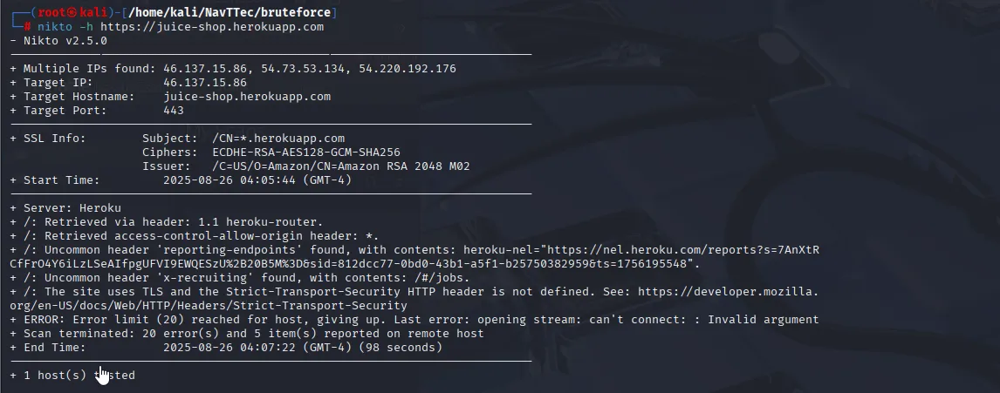 (root㉿kali)-[/home/kali/NavTTec/bruteforce]
# nikto -h https://juice-shop.herokuapp.com
- Nikto v2.5.0
+ Multiple IPs found: 46.137.15.86, 54.73.53.134, 54.220.192.176
+ Target IP:          46.137.15.86
+ Target Hostname:    juice-shop.herokuapp.com
+ Target Port:        443
+ SSL Info:        Subject:  /CN=*.herokuapp.com
                   Ciphers:  ECDHE-RSA-AES128-GCM-SHA256
                   Issuer:   /C=US/O=Amazon/CN=Amazon RSA 2048 M02
+ Start Time:         2025-08-26 04:05:44 (GMT-4)
+ Server: Heroku
+ /: Retrieved via header: 1.1 heroku-router.
+ /: Retrieved access-control-allow-origin header: *.
+ /: Uncommon header 'reporting-endpoints' found, with contents: heroku-nel="https://nel.heroku.com/reports?s=7AnXtR
CfFrO4Y6iLzLSeAIfpgUFVI9EWQESzU%2B20B5M%3D&sid=812dcc77-0bd0-43b1-a5f1-b25750382959&ts=1756195548".
+ /: Uncommon header 'x-recruiting' found, with contents: /#/jobs.
+ /: The site uses TLS and the Strict-Transport-Security HTTP header is not defined. See: https://developer.mozilla.
org/en-US/docs/Web/HTTP/Headers/Strict-Transport-Security
+ ERROR: Error limit (20) reached for host, giving up. Last error: opening stream: can't connect: : Invalid argument
+ Scan terminated: 20 error(s) and 5 item(s) reported on remote host
+ End Time:           2025-08-26 04:07:22 (GMT-4) (98 seconds)
+ 1 host(s) tested